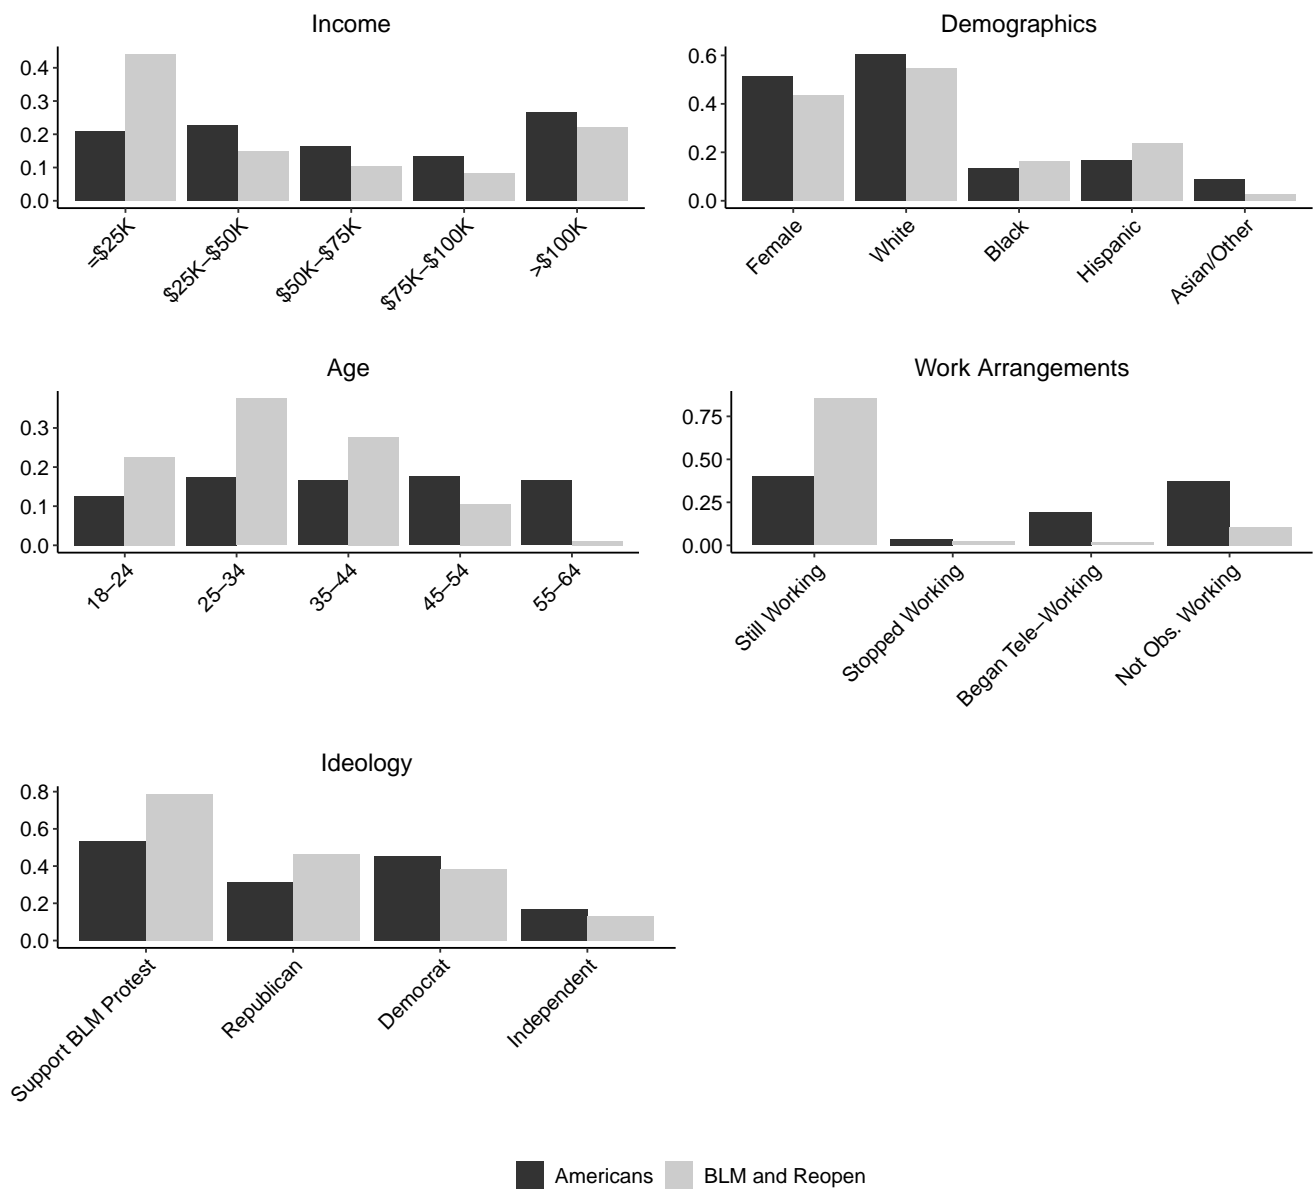 Income
0.4
0.3
0.2
0.1
0.0
=$25K
$25K–$50K
$50K–$75K
$75K–$100K
>$100K
Demographics
0.6
0.4
0.2
0.0
Female
White
Black
Hispanic
Asian/Other
Age
0.3
0.2
0.1
0.0
18–24
25–34
35–44
45–54
55–64
Work Arrangements
0.75
0.50
0.25
0.00
Still Working
Stopped Working
Began Tele–Working
Not Obs. Working
Ideology
0.8
0.6
0.4
0.2
0.0
Support BLM Protest
Republican
Democrat
Independent
Americans BLM and Reopen